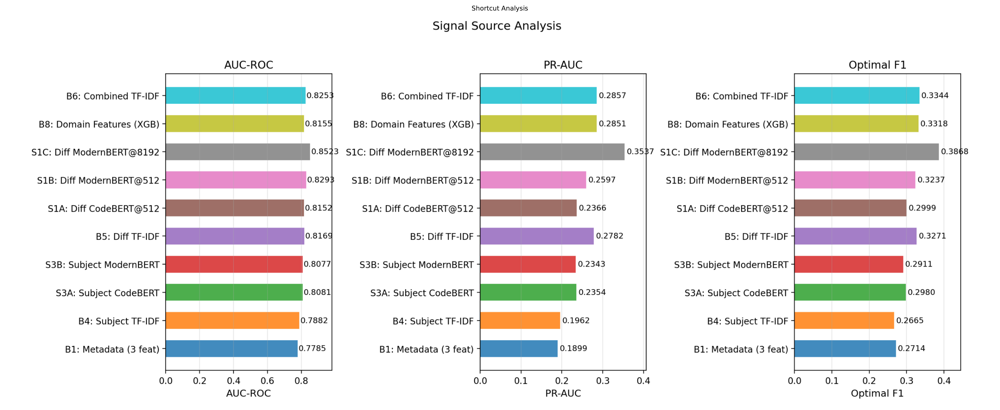 Shortcut Analysis
Signal Source Analysis
AUC-ROC
B6: Combined TF-IDF 0.8253
B8: Domain Features (XGB) 0.8155
S1C: Diff ModernBERT@8192 0.8523
S1B: Diff ModernBERT@512 0.8293
S1A: Diff CodeBERT@512 0.8152
B5: Diff TF-IDF 0.8169
S3B: Subject ModernBERT 0.8077
S3A: Subject CodeBERT 0.8081
B4: Subject TF-IDF 0.7882
B1: Metadata (3 feat) 0.7785
0.0 0.2 0.4 0.6 0.8
AUC-ROC
PR-AUC
B6: Combined TF-IDF 0.2857
B8: Domain Features (XGB) 0.2851
S1C: Diff ModernBERT@8192 0.3537
S1B: Diff ModernBERT@512 0.2597
S1A: Diff CodeBERT@512 0.2366
B5: Diff TF-IDF 0.2782
S3B: Subject ModernBERT 0.2343
S3A: Subject CodeBERT 0.2354
B4: Subject TF-IDF 0.1962
B1: Metadata (3 feat) 0.1899
0.0 0.1 0.2 0.3 0.4
PR-AUC
Optimal F1
B6: Combined TF-IDF 0.3344
B8: Domain Features (XGB) 0.3318
S1C: Diff ModernBERT@8192 0.3868
S1B: Diff ModernBERT@512 0.3237
S1A: Diff CodeBERT@512 0.2999
B5: Diff TF-IDF 0.3271
S3B: Subject ModernBERT 0.2911
S3A: Subject CodeBERT 0.2980
B4: Subject TF-IDF 0.2665
B1: Metadata (3 feat) 0.2714
0.0 0.1 0.2 0.3 0.4
Optimal F1